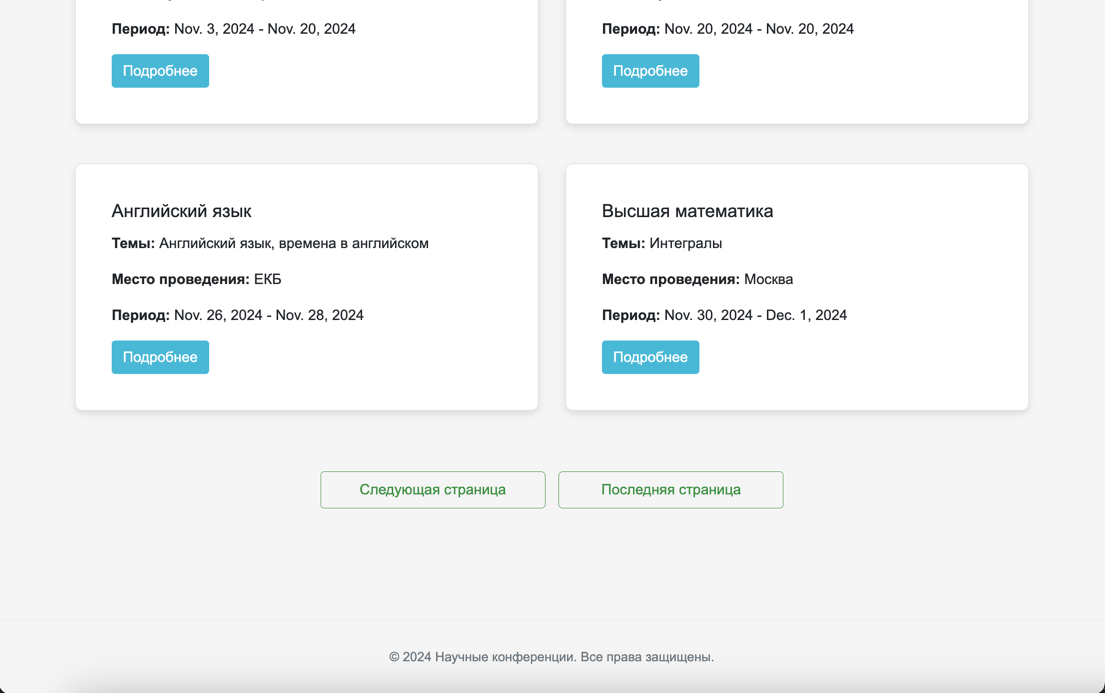 Период: Nov. 3, 2024 - Nov. 20, 2024
Подробнее
Период: Nov. 20, 2024 - Nov. 20, 2024
Подробнее
Английский язык
Темы: Английский язык, времена в английском
Место проведения: ЕКБ
Период: Nov. 26, 2024 - Nov. 28, 2024
Подробнее
Высшая математика
Темы: Интегралы
Место проведения: Москва
Период: Nov. 30, 2024 - Dec. 1, 2024
Подробнее
Следующая страница
Последняя страница
© 2024 Научные конференции. Все права защищены.